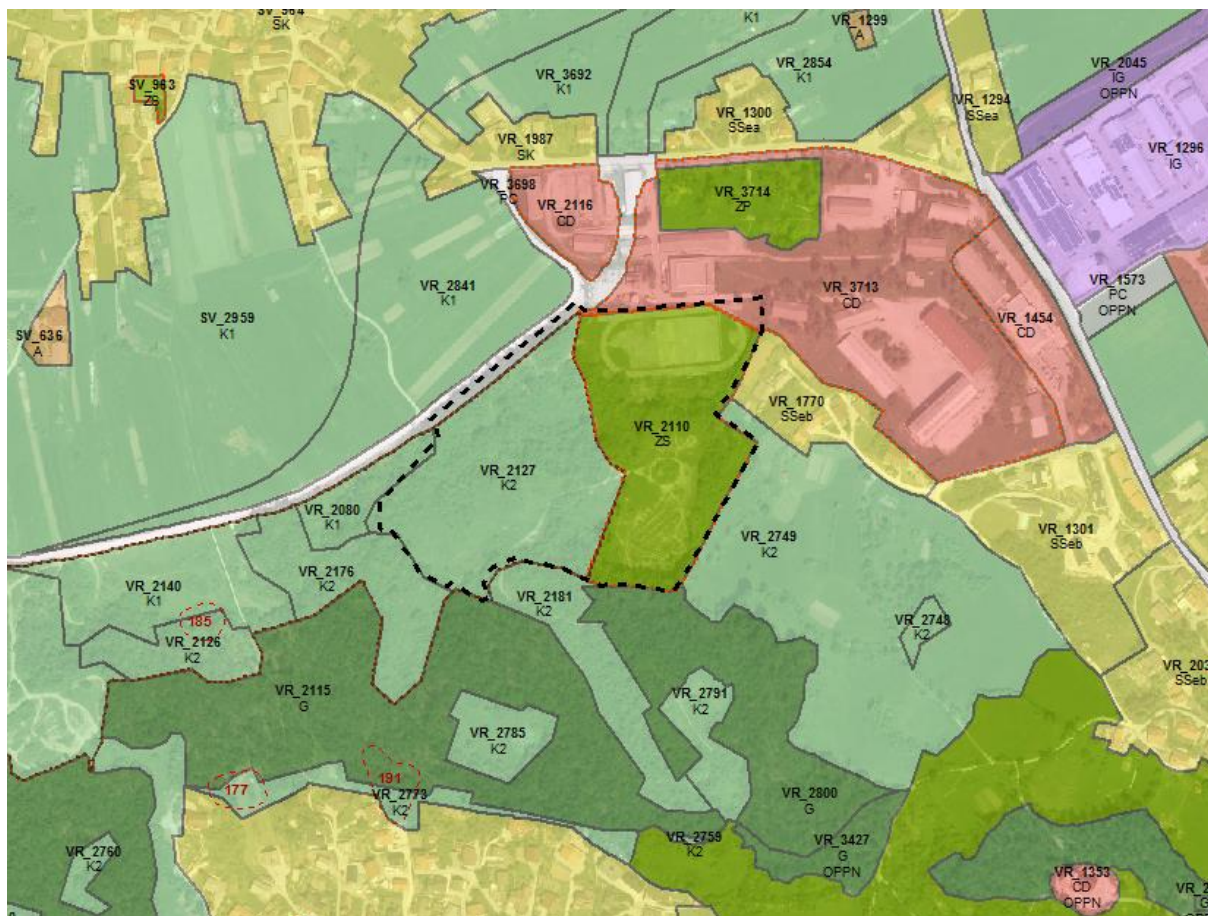 SV_964
SK
K1
VR_1299
A
VR_3692
K1
VR_2854
K1
VR_2045
IG
OPPN
SV_963
ZS
VR_1300
SSea
VR_1294
SSea
VR_1987
SK
VR_1296
IG
VR_3698
PC
VR_2116
CD
VR_3714
ZP
VR_2841
K1
VR_3713
CD
VR_1573
PC
OPPN
SV_636
A
SV_2959
K1
VR_1454
CD
VR_1770
SSeb
VR_2110
ZS
VR_2127
K2
VR_2080
K1
VR_2749
K2
VR_1301
SSeb
VR_2140
K1
VR_2176
K2
VR_2181
K2
185
VR_2126
K2
VR_2748
K2
VR_203
SSeb
VR_2115
G
VR_2791
K2
VR_2785
K2
177
191
VR_2773
K2
VR_2800
G
VR_3427
G
OPPN
VR_2759
K2
VR_2760
K2
VR_1353
CD
OPPN